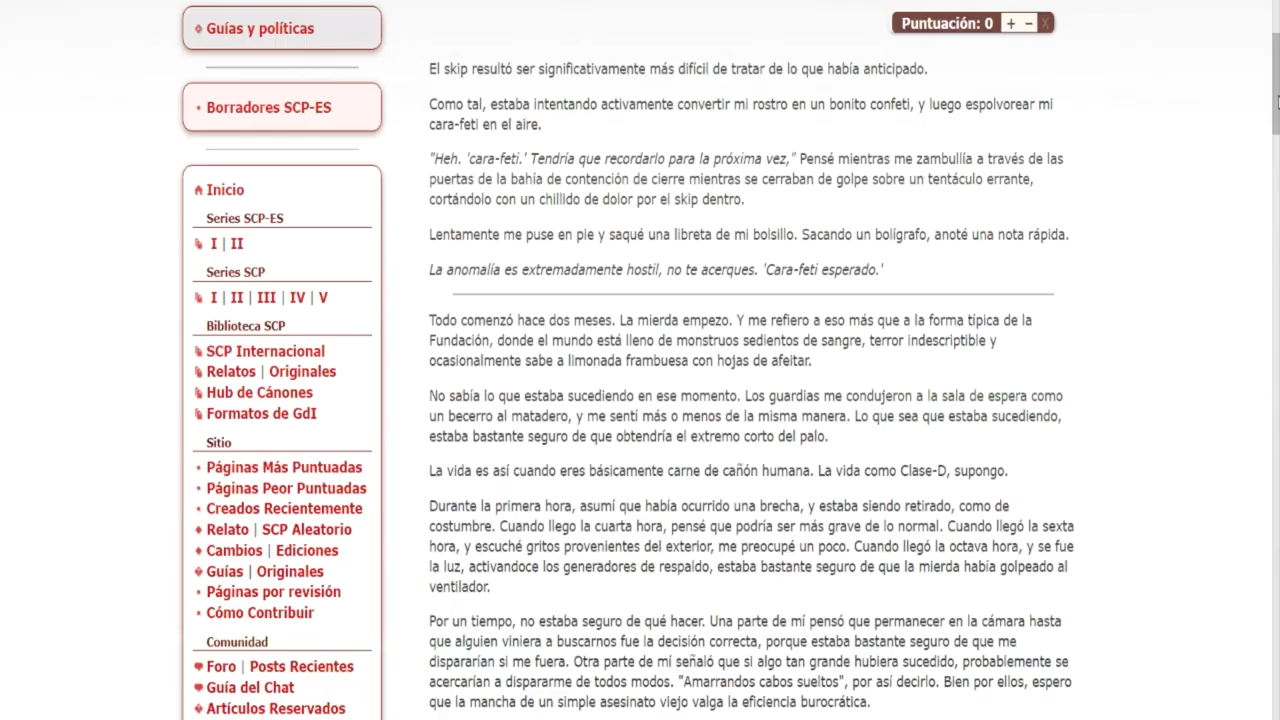 Guías y políticas
Borradores SCP-ES
Inicio
Series SCP-ES
I | II
Series SCP
I | II | III | IV | V
Biblioteca SCP
SCP Internacional
Relatos | Originales
Hub de Cánones
Formatos de GdI
Sitio
Páginas Más Puntuadas
Páginas Peor Puntuadas
Creados Recientemente
Relato | SCP Aleatorio
Cambios | Ediciones
Guías | Originales
Páginas por revisión
Cómo Contribuir
Comunidad
Foro | Posts Recientes
Guía del Chat
Artículos Reservados
Puntuación: 0 + − X
El skip resultó ser significativamente más difícil de tratar de lo que había anticipado.
Como tal, estaba intentando activamente convertir mi rostro en un bonito confeti, y luego espolvorear mi
cara-feti en el aire.
"Heh. 'cara-feti.' Tendría que recordarlo para la próxima vez," Pensé mientras me zambullía a través de las
puertas de la bahía de contención de cierre mientras se cerraban de golpe sobre un tentáculo errante,
cortándolo con un chillido de dolor por el skip dentro.
Lentamente me puse en pie y saqué una libreta de mi bolsillo. Sacando un bolígrafo, anoté una nota rápida.
La anomalía es extremadamente hostil, no te acerques. 'Cara-feti esperado.'
Todo comenzó hace dos meses. La mierda empezo. Y me refiero a eso más que a la forma típica de la
Fundación, donde el mundo está lleno de monstruos sedientos de sangre, terror indescriptible y
ocasionalmente sabe a limonada frambuesa con hojas de afeitar.
No sabía lo que estaba sucediendo en ese momento. Los guardias me condujeron a la sala de espera como
un becerro al matadero, y me sentí más o menos de la misma manera. Lo que sea que estaba sucediendo,
estaba bastante seguro de que obtendría el extremo corto del palo.
La vida es así cuando eres básicamente carne de cañón humana. La vida como Clase-D, supongo.
Durante la primera hora, asumí que había ocurrido una brecha, y estaba siendo retirado, como de
costumbre. Cuando llego la cuarta hora, pensé que podría ser más grave de lo normal. Cuando llegó la sexta
hora, y escuché gritos provenientes del exterior, me preocupé un poco. Cuando llegó la octava hora, y se fue
la luz, activandoce los generadores de respaldo, estaba bastante seguro de que la mierda había golpeado al
ventilador.
Por un tiempo, no estaba seguro de qué hacer. Una parte de mí pensó que permanecer en la cámara hasta
que alguien viniera a buscarnos fue la decisión correcta, porque estaba bastante seguro de que me
dispararían si me fuera. Otra parte de mí señaló que si algo tan grande hubiera sucedido, probablemente se
acercarían a dispararme de todos modos. "Amarrandos cabos sueltos", por así decirlo. Bien por ellos, espero
que la mancha de un simple asesinato viejo valga la eficiencia burocrática.